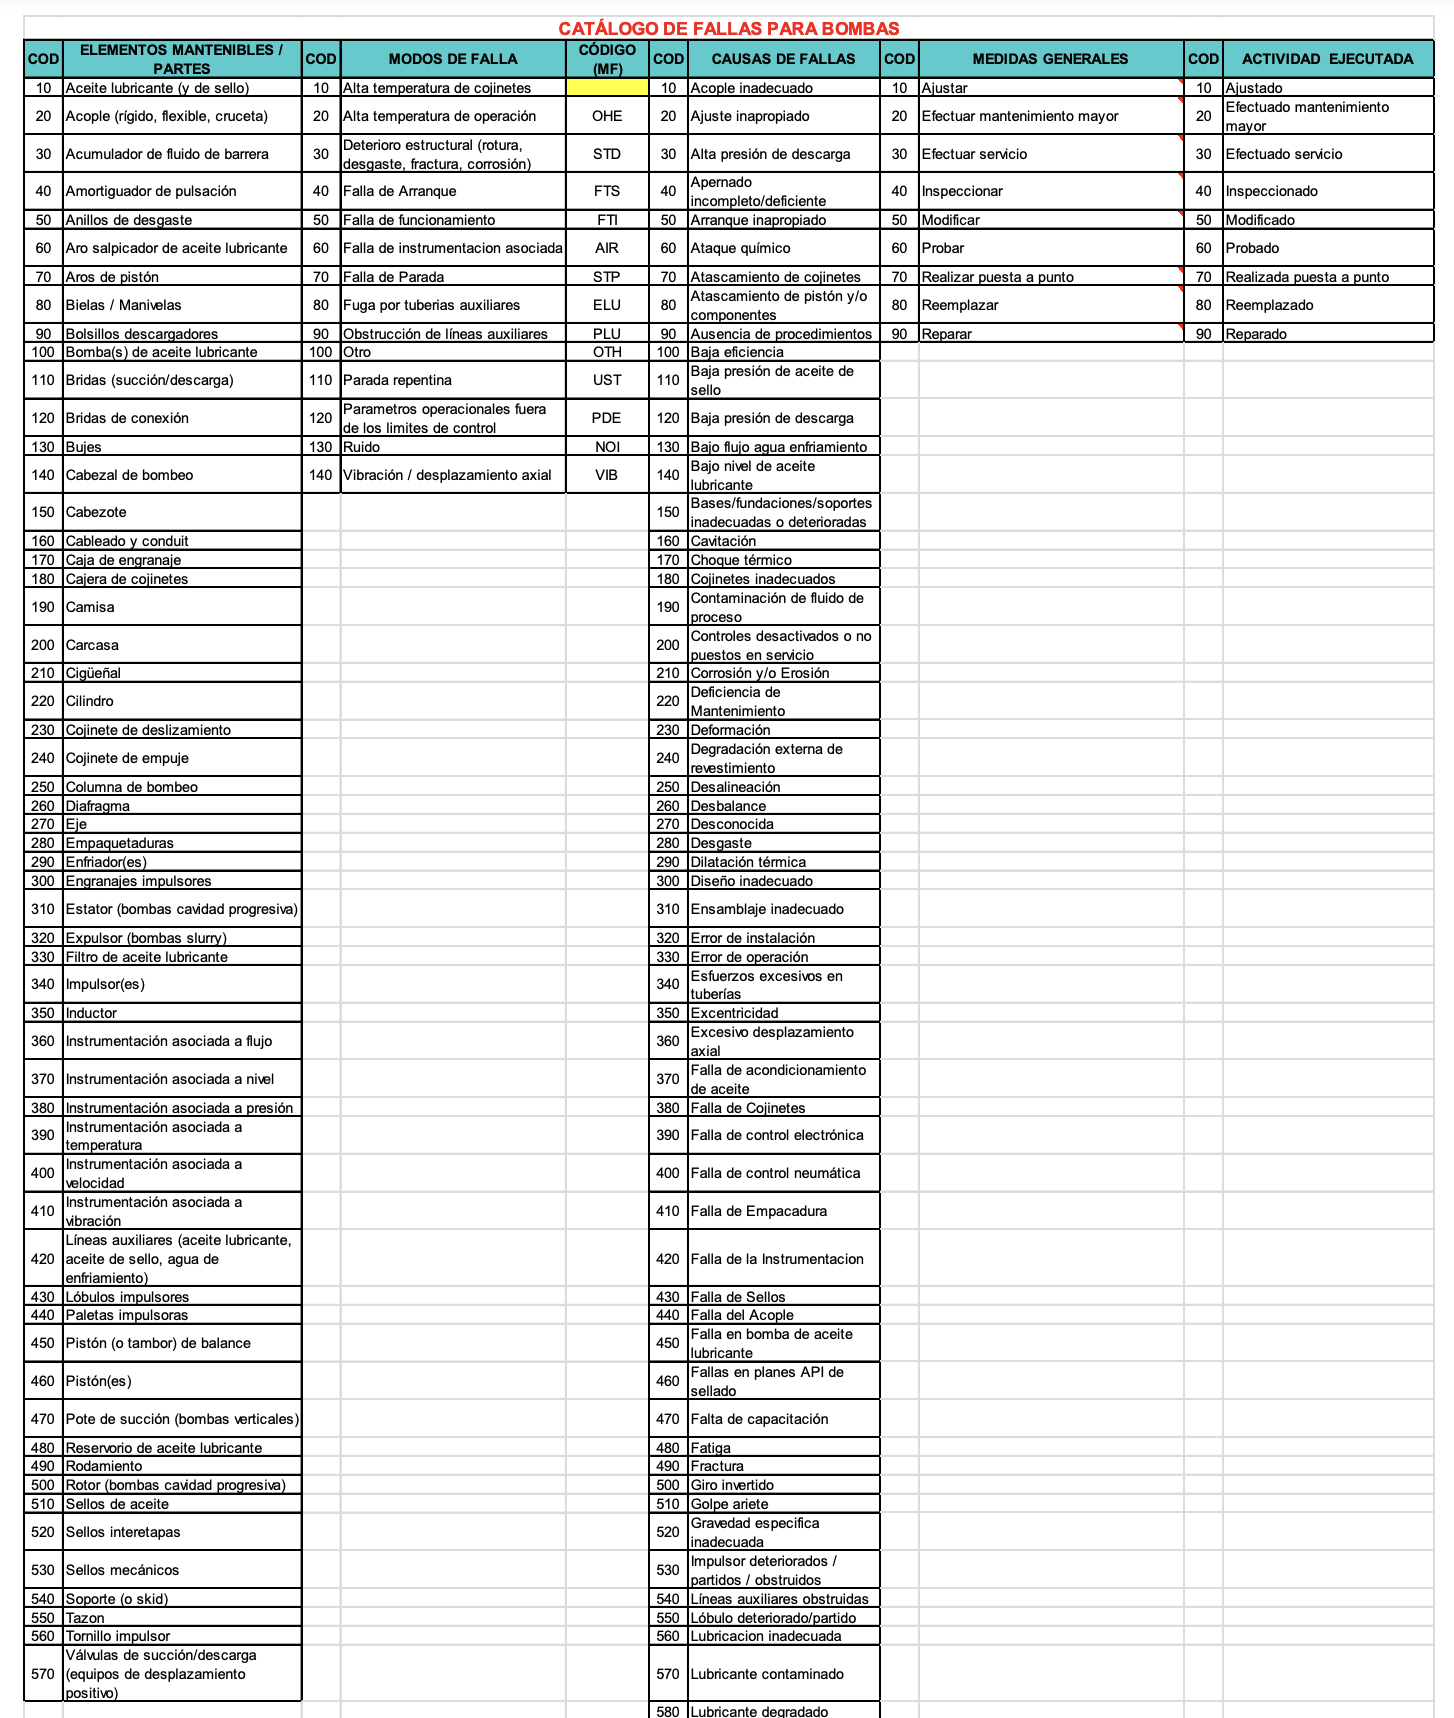 CATÁLOGO DE FALLAS PARA BOMBAS
COD ELEMENTOS MANTENIBLES / PARTES COD MODOS DE FALLA CÓDIGO (MF) COD CAUSAS DE FALLAS COD MEDIDAS GENERALES COD ACTIVIDAD EJECUTADA
10 Aceite lubricante (y de sello) 10 Alta temperatura de cojinetes 10 Acople inadecuado 10 Ajustar 10 Ajustado
20 Acople (rígido, flexible, cruceta) 20 Alta temperatura de operación OHE 20 Ajuste inapropiado 20 Efectuar mantenimiento mayor 20 Efectuado mantenimiento mayor
30 Acumulador de fluido de barrera 30 Deterioro estructural (rotura, desgaste, fractura, corrosión) STD 30 Alta presión de descarga 30 Efectuar servicio 30 Efectuado servicio
40 Amortiguador de pulsación 40 Falla de Arranque FTS 40 Apernado incompleto/deficiente 40 Inspeccionar 40 Inspeccionado
50 Anillos de desgaste 50 Falla de funcionamiento FTI 50 Arranque inapropiado 50 Modificar 50 Modificado
60 Aro salpicador de aceite lubricante 60 Falla de instrumentacion asociada AIR 60 Ataque químico 60 Probar 60 Probado
70 Aros de pistón 70 Falla de Parada STP 70 Atascamiento de cojinetes 70 Realizar puesta a punto 70 Realizada puesta a punto
80 Bielas / Manivelas 80 Fuga por tuberias auxiliares ELU 80 Atascamiento de pistón y/o componentes 80 Reemplazar 80 Reemplazado
90 Bolsillos descargadores 90 Obstrucción de líneas auxiliares PLU 90 Ausencia de procedimientos 90 Reparar 90 Reparado
100 Bomba(s) de aceite lubricante 100 Otro OTH 100 Baja eficiencia
110 Bridas (succión/descarga) 110 Parada repentina UST 110 Baja presión de aceite de sello
120 Bridas de conexión 120 Parametros operacionales fuera de los limites de control PDE 120 Baja presión de descarga
130 Bujes 130 Ruido NOI 130 Bajo flujo agua enfriamiento
140 Cabezal de bombeo 140 Vibración / desplazamiento axial VIB 140 Bajo nivel de aceite lubricante
150 Cabezote 150 Bases/fundaciones/soportes inadecuadas o deterioradas
160 Cableado y conduit 160 Cavitación
170 Caja de engranaje 170 Choque térmico
180 Cajera de cojinetes 180 Cojinetes inadecuados
190 Camisa 190 Contaminación de fluido de proceso
200 Carcasa 200 Controles desactivados o no puestos en servicio
210 Cigüeñal 210 Corrosión y/o Erosión
220 Cilindro 220 Deficiencia de Mantenimiento
230 Cojinete de deslizamiento 230 Deformación
240 Cojinete de empuje 240 Degradación externa de revestimiento
250 Columna de bombeo 250 Desalineación
260 Diafragma 260 Desbalance
270 Eje 270 Desconocida
280 Empaquetaduras 280 Desgaste
290 Enfriador(es) 290 Dilatación térmica
300 Engranajes impulsores 300 Diseño inadecuado
310 Estator (bombas cavidad progresiva) 310 Ensamblaje inadecuado
320 Expulsor (bombas slurry) 320 Error de instalación
330 Filtro de aceite lubricante 330 Error de operación
340 Impulsor(es) 340 Esfuerzos excesivos en tuberías
350 Inductor 350 Excentricidad
360 Instrumentación asociada a flujo 360 Excesivo desplazamiento axial
370 Instrumentación asociada a nivel 370 Falla de acondicionamiento de aceite
380 Instrumentación asociada a presión 380 Falla de Cojinetes
390 Instrumentación asociada a temperatura 390 Falla de control electrónica
400 Instrumentación asociada a velocidad 400 Falla de control neumática
410 Instrumentación asociada a vibración 410 Falla de Empacadura
420 Líneas auxiliares (aceite lubricante, aceite de sello, agua de enfriamiento) 420 Falla de la Instrumentacion
430 Lóbulos impulsores 430 Falla de Sellos
440 Paletas impulsoras 440 Falla del Acople
450 Pistón (o tambor) de balance 450 Falla en bomba de aceite lubricante
460 Pistón(es) 460 Fallas en planes API de sellado
470 Pote de succión (bombas verticales) 470 Falta de capacitación
480 Reservorio de aceite lubricante 480 Fatiga
490 Rodamiento 490 Fractura
500 Rotor (bombas cavidad progresiva) 500 Giro invertido
510 Sellos de aceite 510 Golpe ariete
520 Sellos interetapas 520 Gravedad especifica inadecuada
530 Sellos mecánicos 530 Impulsor deteriorados / partidos / obstruidos
540 Soporte (o skid) 540 Líneas auxiliares obstruidas
550 Tazon 550 Lóbulo deteriorado/partido
560 Tornillo impulsor 560 Lubricacion inadecuada
570 Válvulas de succión/descarga (equipos de desplazamiento positivo) 570 Lubricante contaminado
580 Lubricante degradado